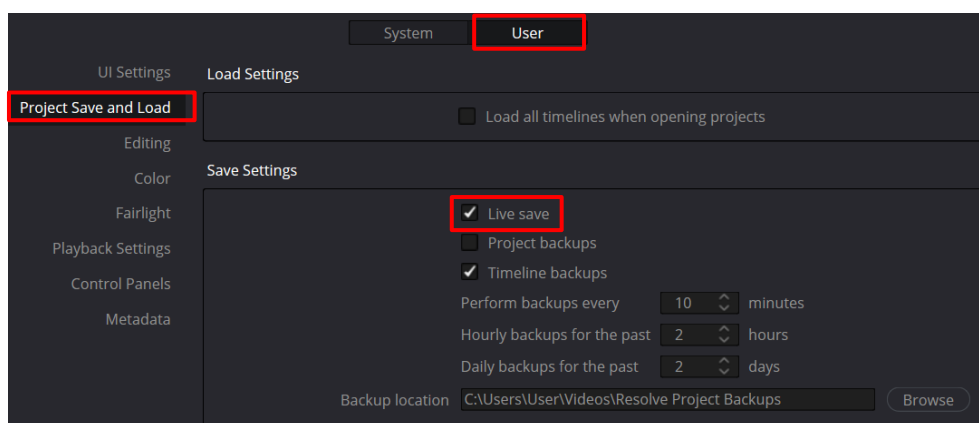 System User
UI Settings
Load Settings
Project Save and Load
Load all timelines when opening projects
Editing
Save Settings
Color
Fairlight
Live save
Playback Settings
Project backups
Timeline backups
Control Panels
Perform backups every 10 minutes
Metadata
Hourly backups for the past 2 hours
Daily backups for the past 2 days
Backup location C:\Users\User\Videos\Resolve Project Backups Browse